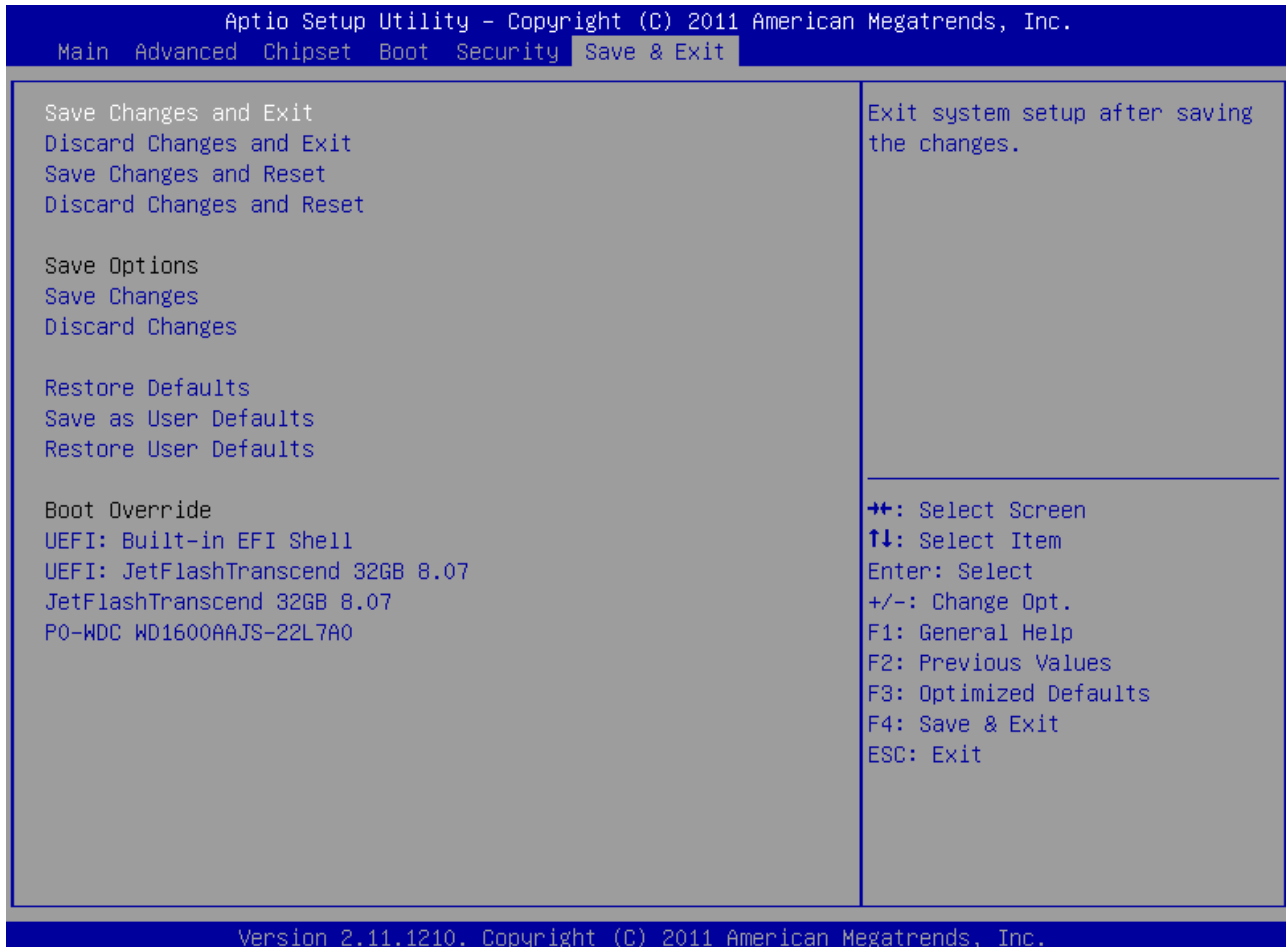 Aptio Setup Utility – Copyright (C) 2011 American Megatrends, Inc.
Main Advanced Chipset Boot Security Save & Exit
Save Changes and Exit
Discard Changes and Exit
Save Changes and Reset
Discard Changes and Reset
Save Options
Save Changes
Discard Changes
Restore Defaults
Save as User Defaults
Restore User Defaults
Boot Override
UEFI: Built-in EFI Shell
UEFI: JetFlashTranscend 32GB 8.07
JetFlashTranscend 32GB 8.07
P0-WDC WD1600AAJS-22L7A0
Exit system setup after saving
the changes.
→←: Select Screen
↑↓: Select Item
Enter: Select
+/-: Change Opt.
F1: General Help
F2: Previous Values
F3: Optimized Defaults
F4: Save & Exit
ESC: Exit
Version 2.11.1210. Copyright (C) 2011 American Megatrends, Inc.